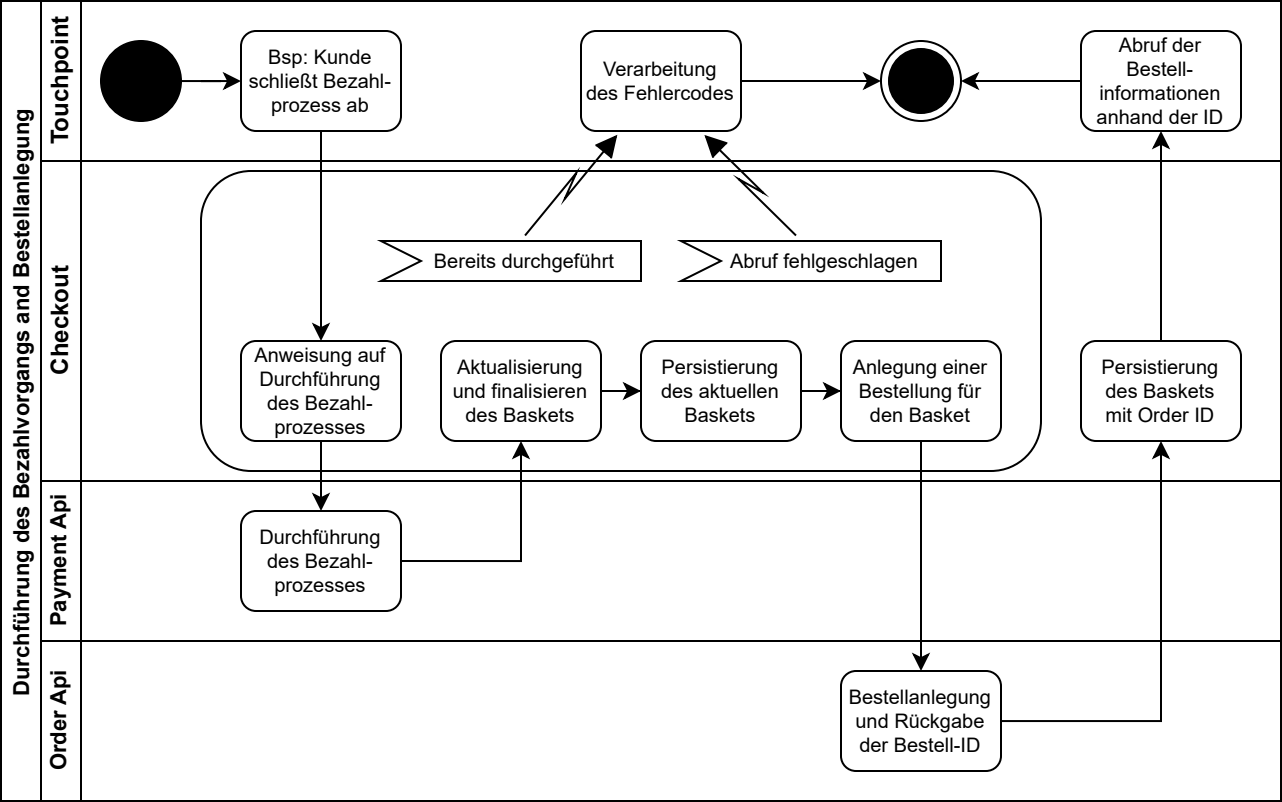 Durchführung des Bezahlvorgangs and Bestellanlegung
Touchpoint
Bsp: Kunde
schließt Bezahl-
prozess ab
Verarbeitung
des Fehlercodes
Abruf der
Bestell-
informationen
anhand der ID
Checkout
Bereits durchgeführt
Abruf fehlgeschlagen
Anweisung auf
Durchführung
des Bezahl-
prozesses
Aktualisierung
und finalisieren
des Baskets
Persistierung
des aktuellen
Baskets
Anlegung einer
Bestellung für
den Basket
Persistierung
des Baskets
mit Order ID
Payment Api
Durchführung
des Bezahl-
prozesses
Order Api
Bestellanlegung
und Rückgabe
der Bestell-ID